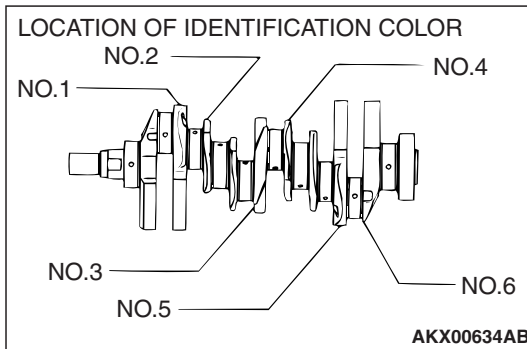 LOCATION OF IDENTIFICATION COLOR
NO.2
NO.4
NO.1
NO.3
NO.6
NO.5
AKX00634AB